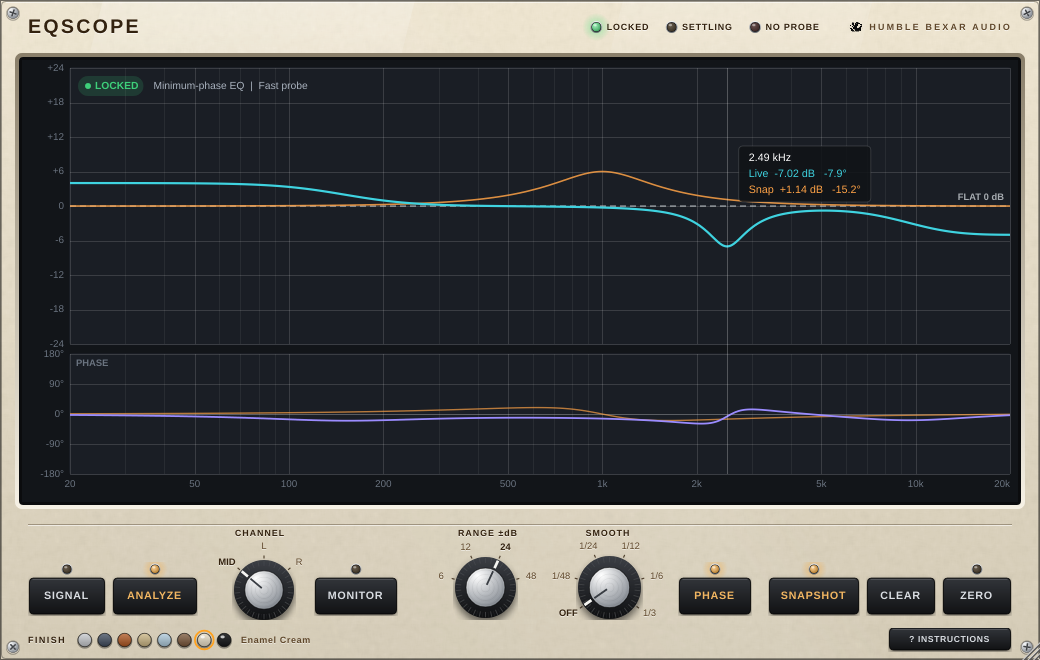 EQSCOPE
LOCKED SETTLING NO PROBE HUMBLE BEXAR AUDIO
+24
LOCKED Minimum-phase EQ | Fast probe
+18
+12
+6
2.49 kHz
Live -7.02 dB -7.9°
Snap +1.14 dB -15.2°
0
FLAT 0 dB
-6
-12
-18
-24
180°
PHASE
90°
0°
-90°
-180°
20 50 100 200 500 1k 2k 5k 10k 20k
CHANNEL RANGE ±dB SMOOTH
L 12 24 1/24 1/12
MID R 6 48 1/48 1/6
SIGNAL ANALYZE MONITOR PHASE SNAPSHOT CLEAR ZERO
OFF 1/3
FINISH Enamel Cream ? INSTRUCTIONS